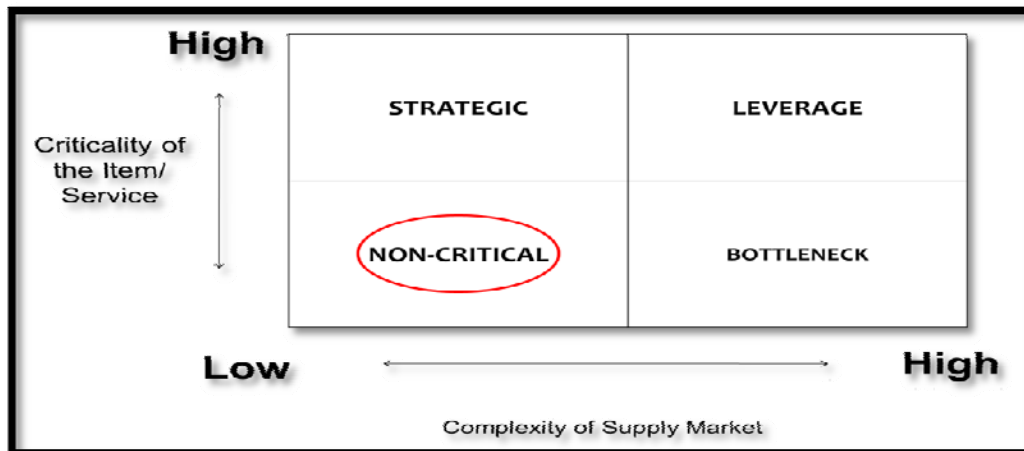 High
STRATEGIC
LEVERAGE
Criticality of
the Item/
Service
NON-CRITICAL
BOTTLENECK
Low
High
Complexity of Supply Market